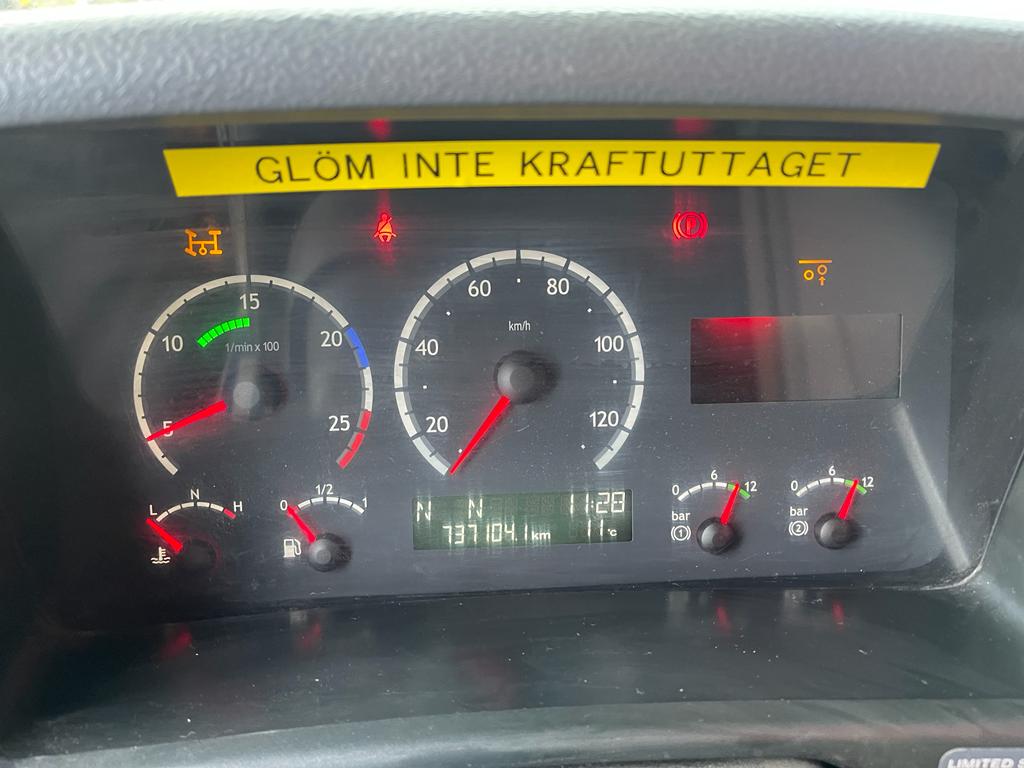 GLÖM INTE KRAFTUTTAGET
5
10
15
20
25
1/min x 100
20
40
60
80
100
120
km/h
L N H
0 1/2 1
N N 11:28
737104.1 km 11 °C
0 6 12
bar
(1)
0 6 12
bar
(2)
P
LIMITED S